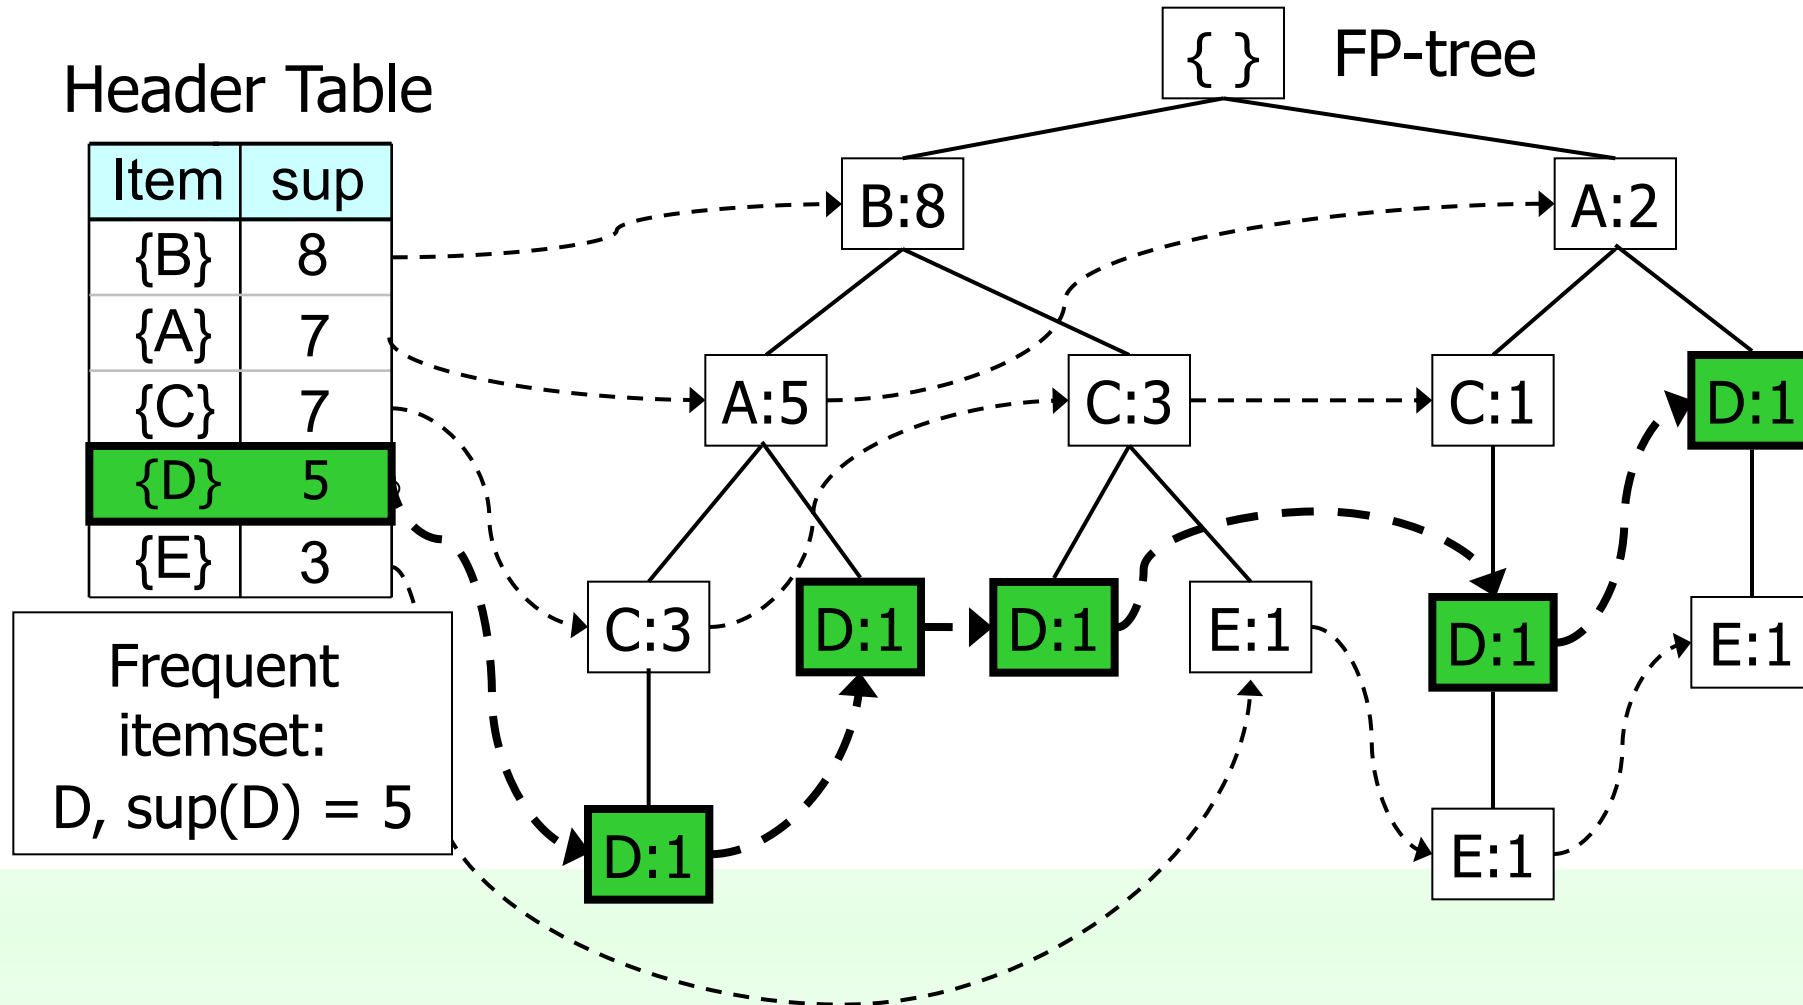 { } FP-tree
Header Table
Item sup
{B} 8
{A} 7
{C} 7
{D} 5
{E} 3
B:8 A:2
A:5 C:3 C:1 D:1
C:3 D:1 D:1 E:1 D:1 E:1
D:1 E:1
Frequent
itemset:
D, sup(D) = 5